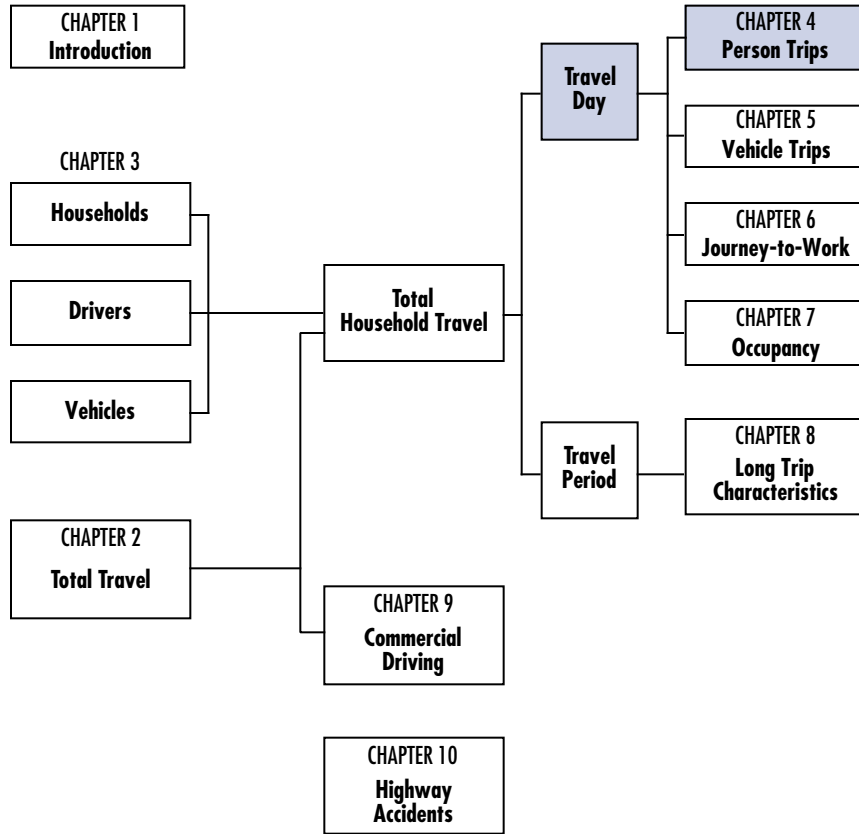 CHAPTER 1
Introduction
CHAPTER 3
Households
Drivers
Vehicles
CHAPTER 2
Total Travel
Total
Household Travel
CHAPTER 9
Commercial
Driving
CHAPTER 10
Highway
Accidents
Travel
Day
Travel
Period
CHAPTER 4
Person Trips
CHAPTER 5
Vehicle Trips
CHAPTER 6
Journey-to-Work
CHAPTER 7
Occupancy
CHAPTER 8
Long Trip
Characteristics